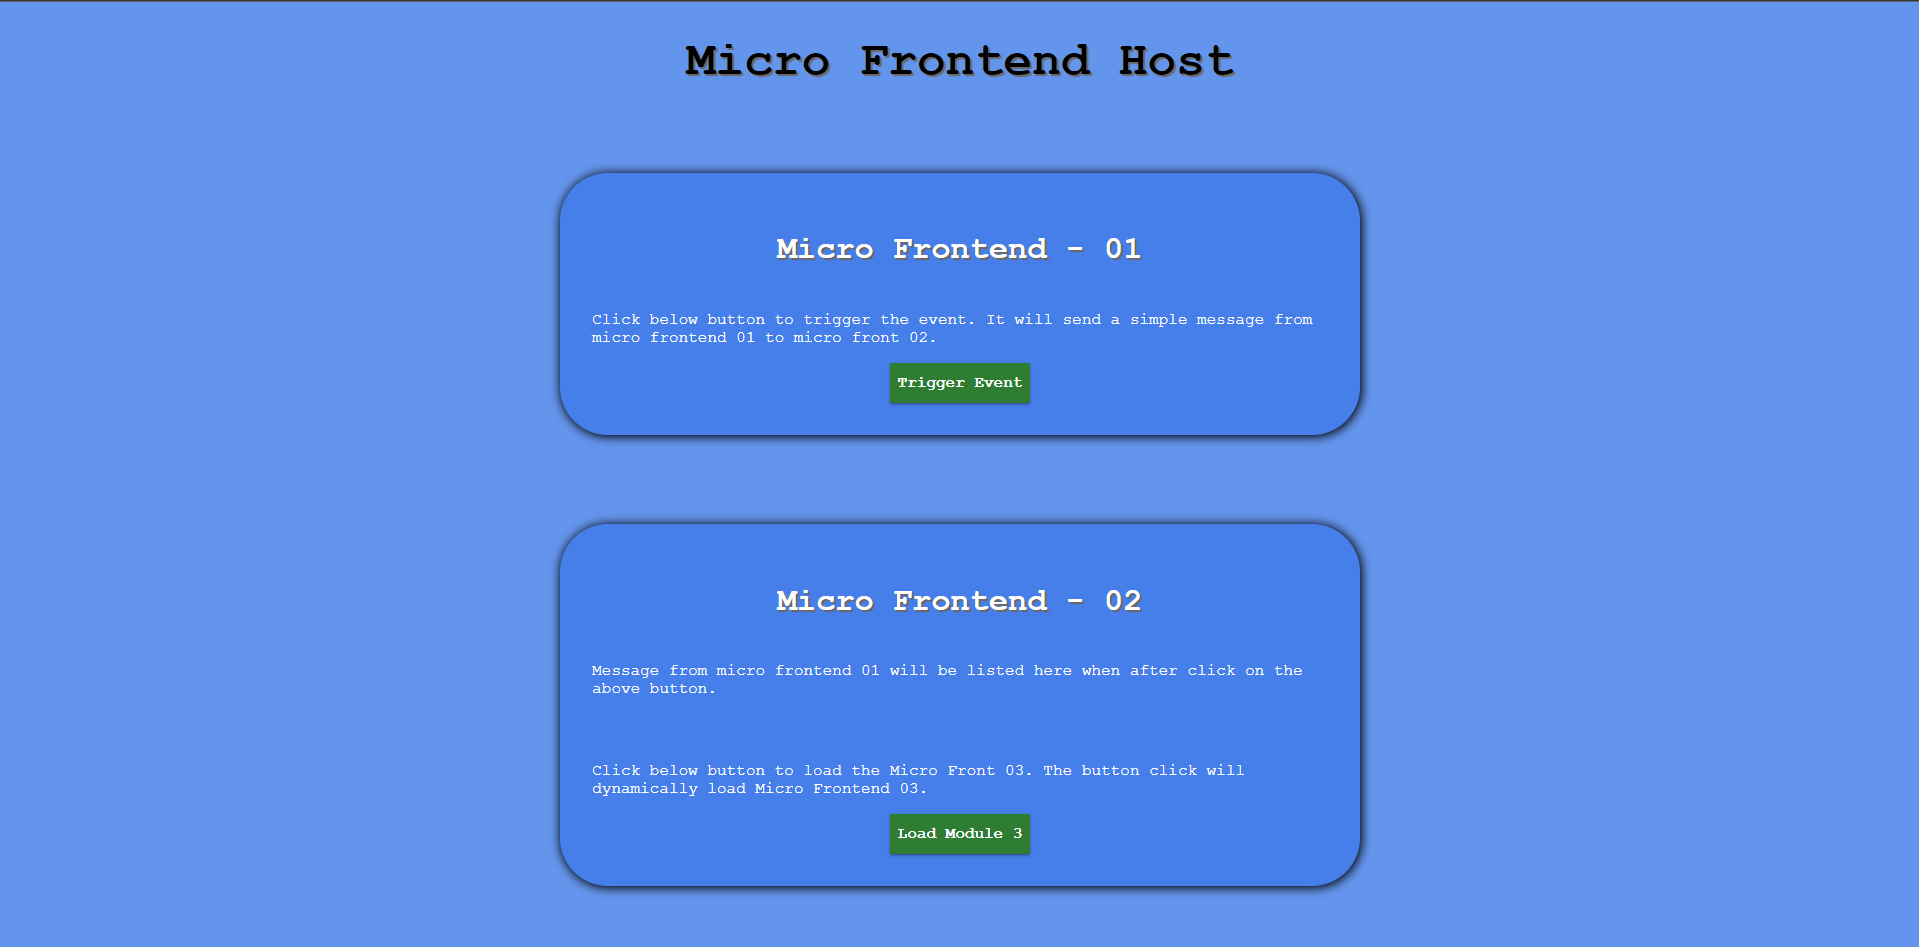 Micro Frontend Host
Micro Frontend - 01
Click below button to trigger the event. It will send a simple message from
micro frontend 01 to micro front 02.
Trigger Event
Micro Frontend - 02
Message from micro frontend 01 will be listed here when after click on the
above button.
Click below button to load the Micro Front 03. The button click will
dynamically load Micro Frontend 03.
Load Module 3